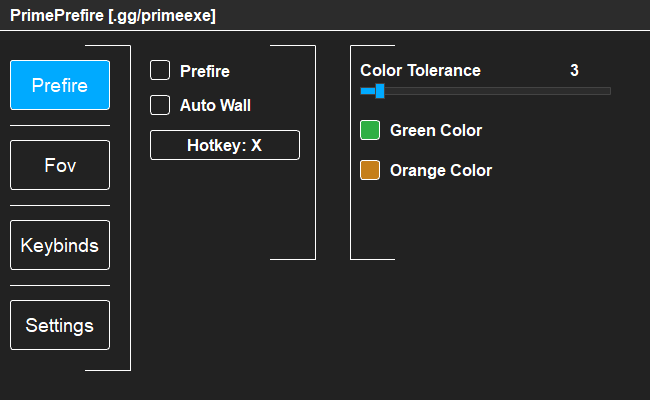 PrimePrefire [.gg/primeexe]
Prefire
Fov
Keybinds
Settings
Prefire
Auto Wall
Hotkey: X
Color Tolerance 3
Green Color
Orange Color